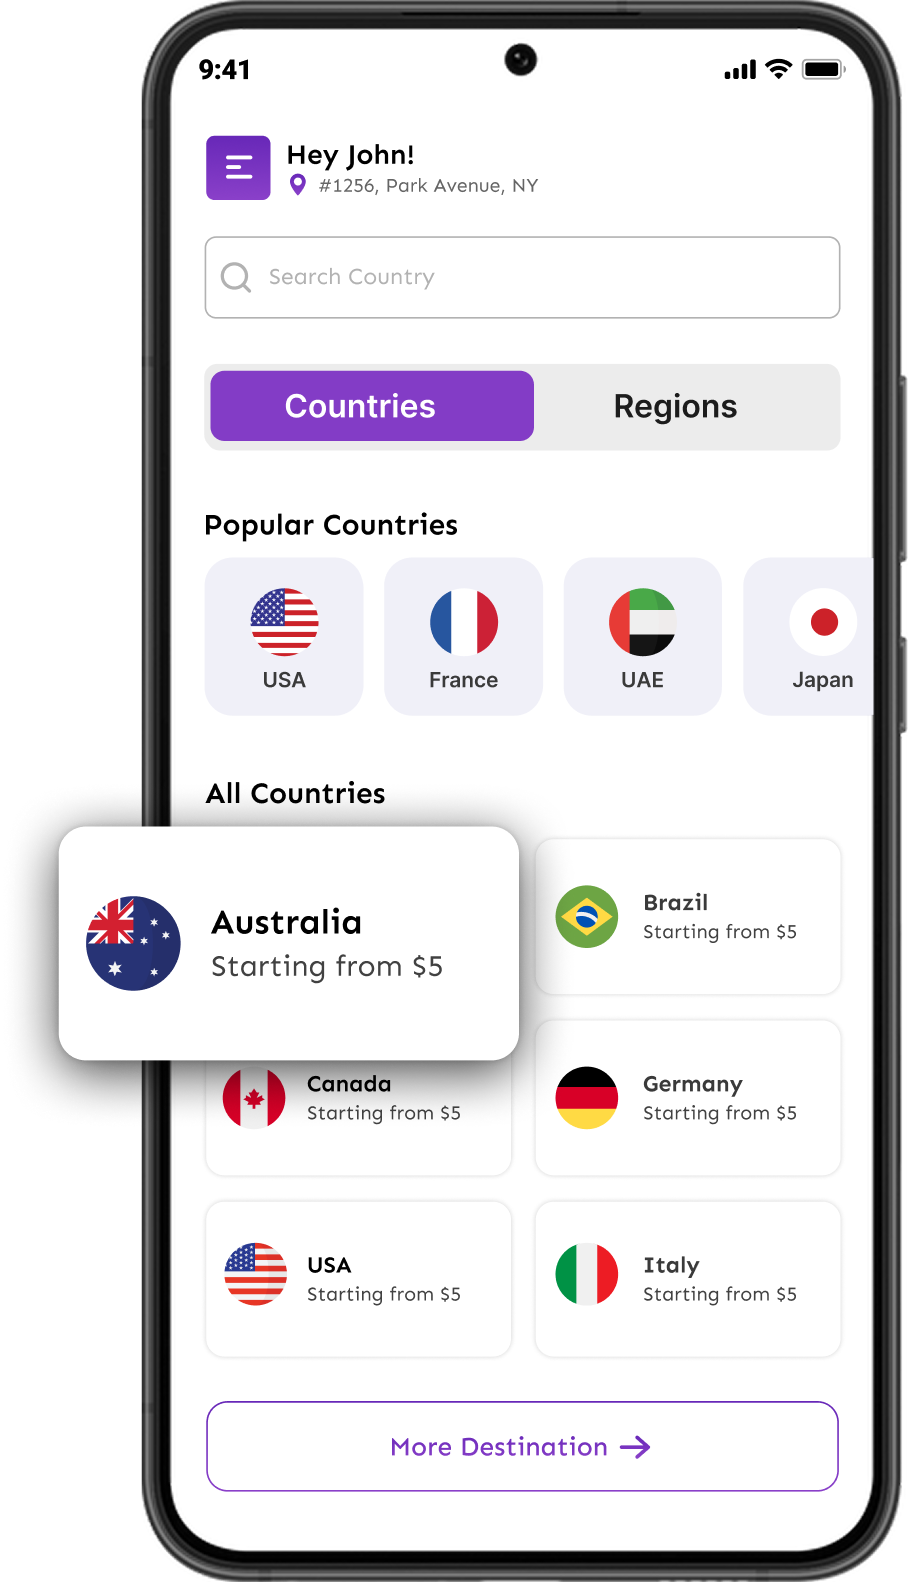 9:41
Hey John!
#1256, Park Avenue, NY
Search Country
Countries
Regions
Popular Countries
USA
France
UAE
Japan
All Countries
Australia
Starting from $5
Brazil
Starting from $5
Canada
Starting from $5
Germany
Starting from $5
USA
Starting from $5
Italy
Starting from $5
More Destination